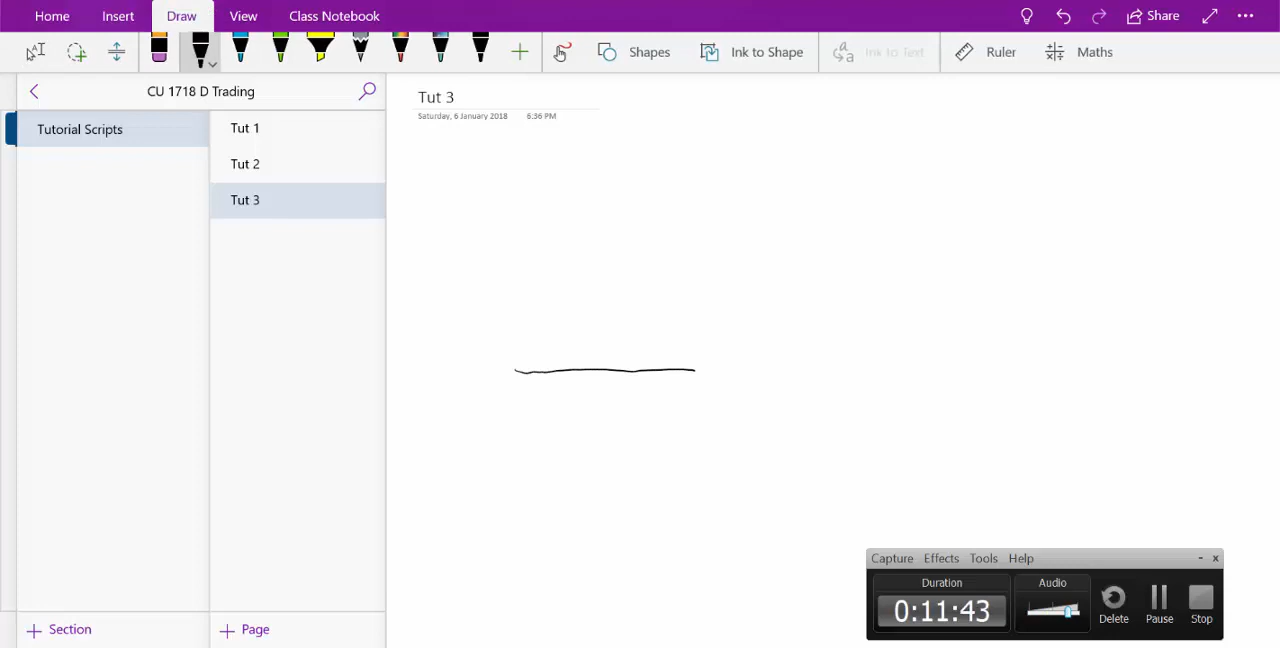 Home Insert Draw View Class Notebook Share
Shapes Ink to Shape Ink to Text Ruler Maths
CU 1718 D Trading
Tutorial Scripts
Tut 1
Tut 2
Tut 3
Section
Page
Tut 3
Saturday, 6 January 2018 6:36 PM
Capture Effects Tools Help
Duration
0:11:43
Audio
Delete
Pause
Stop